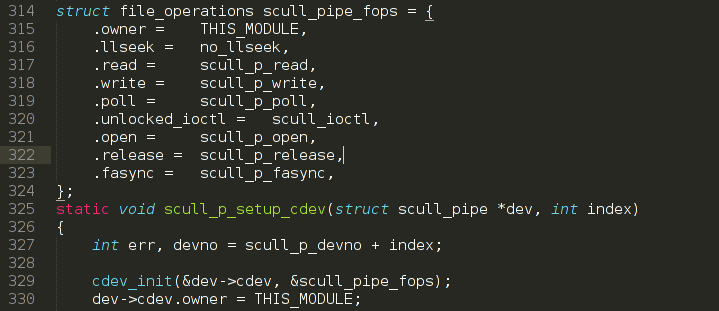 314 struct file_operations scull_pipe_fops = {
315     .owner =    THIS_MODULE,
316     .llseek =   no_llseek,
317     .read =     scull_p_read,
318     .write =    scull_p_write,
319     .poll =     scull_p_poll,
320     .unlocked_ioctl =   scull_ioctl,
321     .open =     scull_p_open,
322     .release =  scull_p_release,
323     .fasync =   scull_p_fasync,
324 };
325 static void scull_p_setup_cdev(struct scull_pipe *dev, int index)
326 {
327     int err, devno = scull_p_devno + index;
328
329     cdev_init(&dev->cdev, &scull_pipe_fops);
330     dev->cdev.owner = THIS_MODULE;